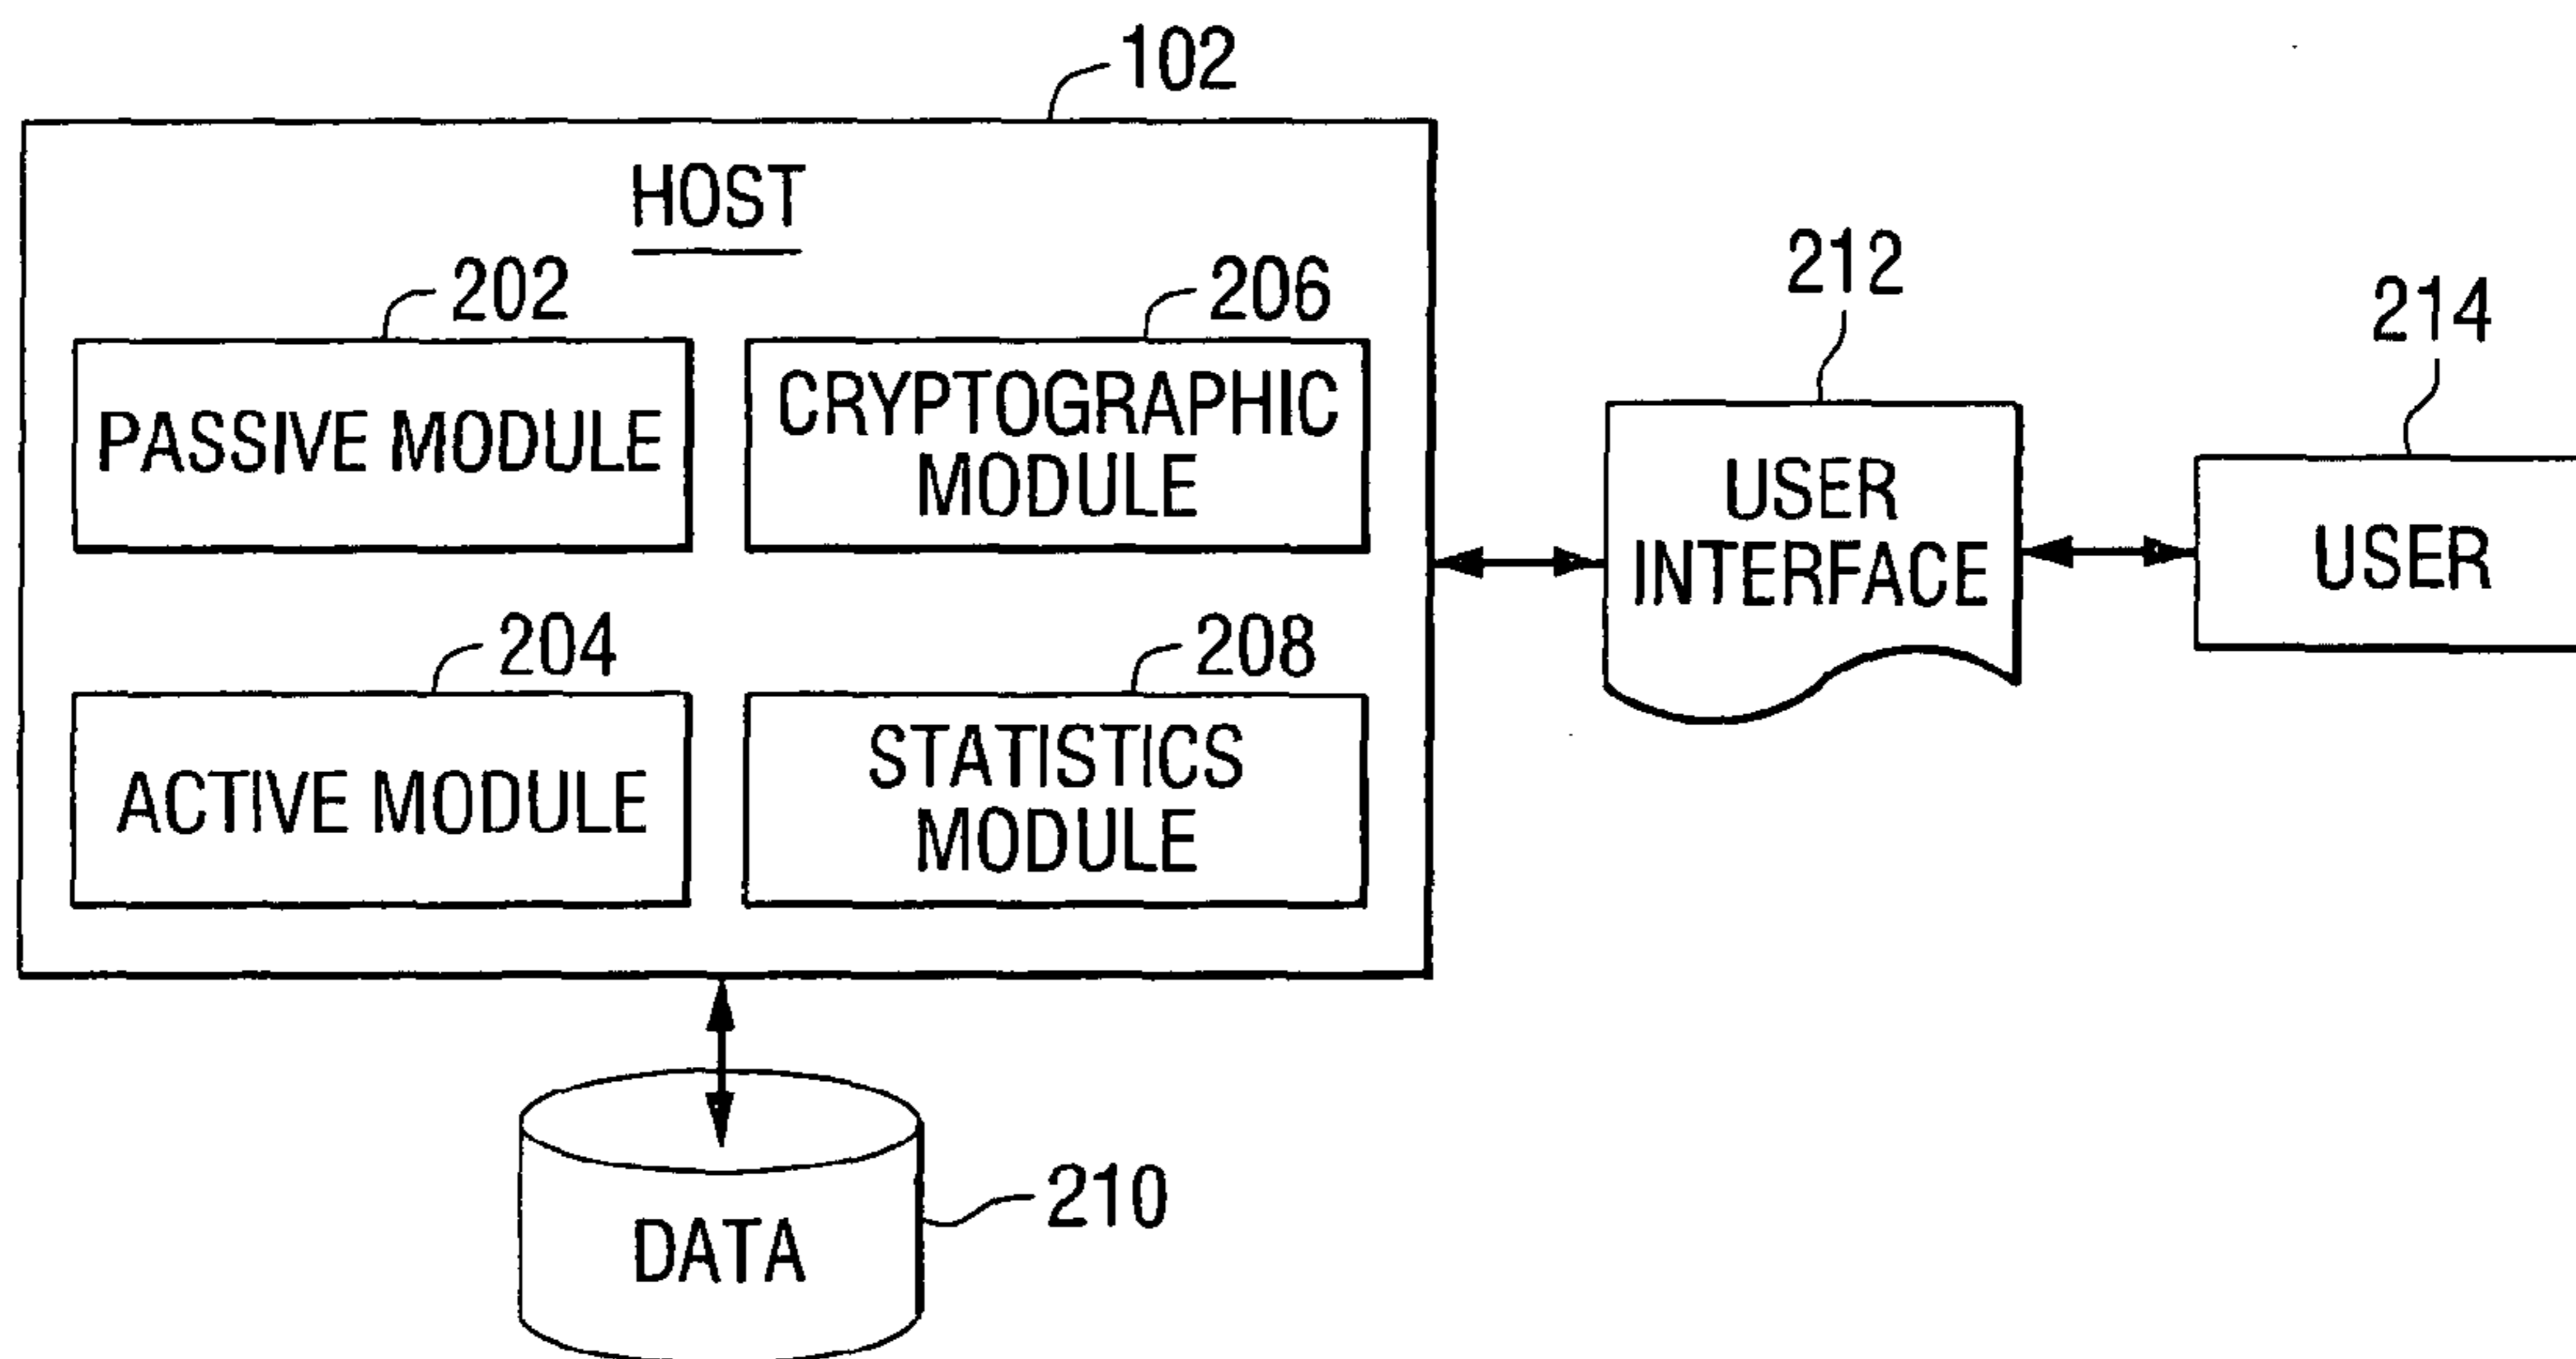 102
HOST
202
206
PASSIVE MODULE
CRYPTOGRAPHIC
MODULE
204
208
ACTIVE MODULE
STATISTICS
MODULE
212
USER
INTERFACE
214
USER
210
DATA